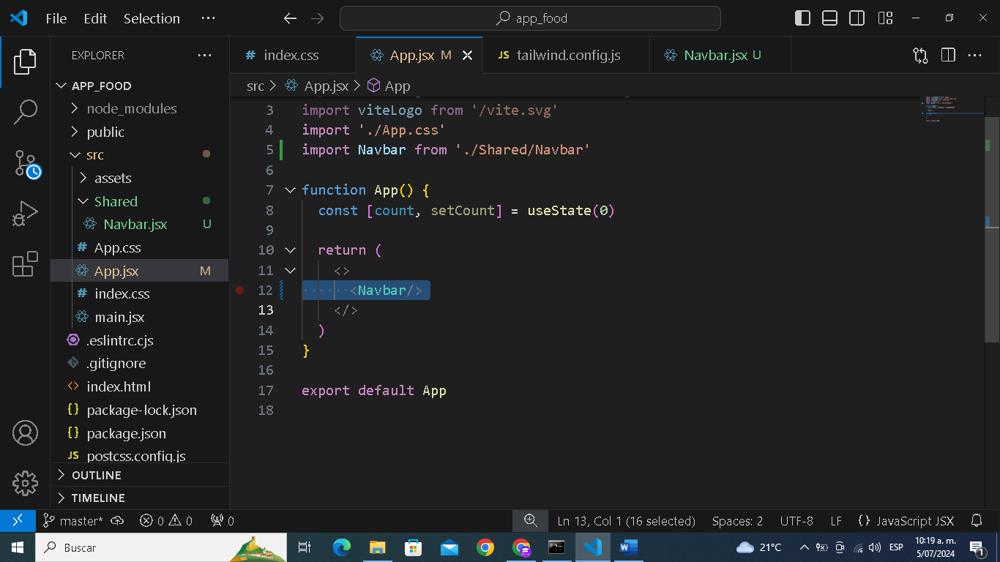 File Edit Selection ··· app_food
EXPLORER ···
index.css App.jsx M tailwind.config.js Navbar.jsx U ···
src > App.jsx > App
APP_FOOD
node_modules
public
src
assets
Shared
Navbar.jsx U
App.css
App.jsx M
index.css
main.jsx
.eslintrc.cjs
.gitignore
index.html
package-lock.json
package.json
JS postcss.config.js
OUTLINE
TIMELINE
3 import viteLogo from '/vite.svg'
4 import './App.css'
5 import Navbar from './Shared/Navbar'
6
7 function App() {
8 const [count, setCount] = useState(0)
9
10 return (
11 <>
12 <Navbar/>
13 </>
14 )
15 }
16
17 export default App
18
master* 0 0 0 Ln 13, Col 1 (16 selected) Spaces: 2 UTF-8 LF {} JavaScript JSX
Buscar 21°C ESP 10:19 a. m.
5/07/2024 1